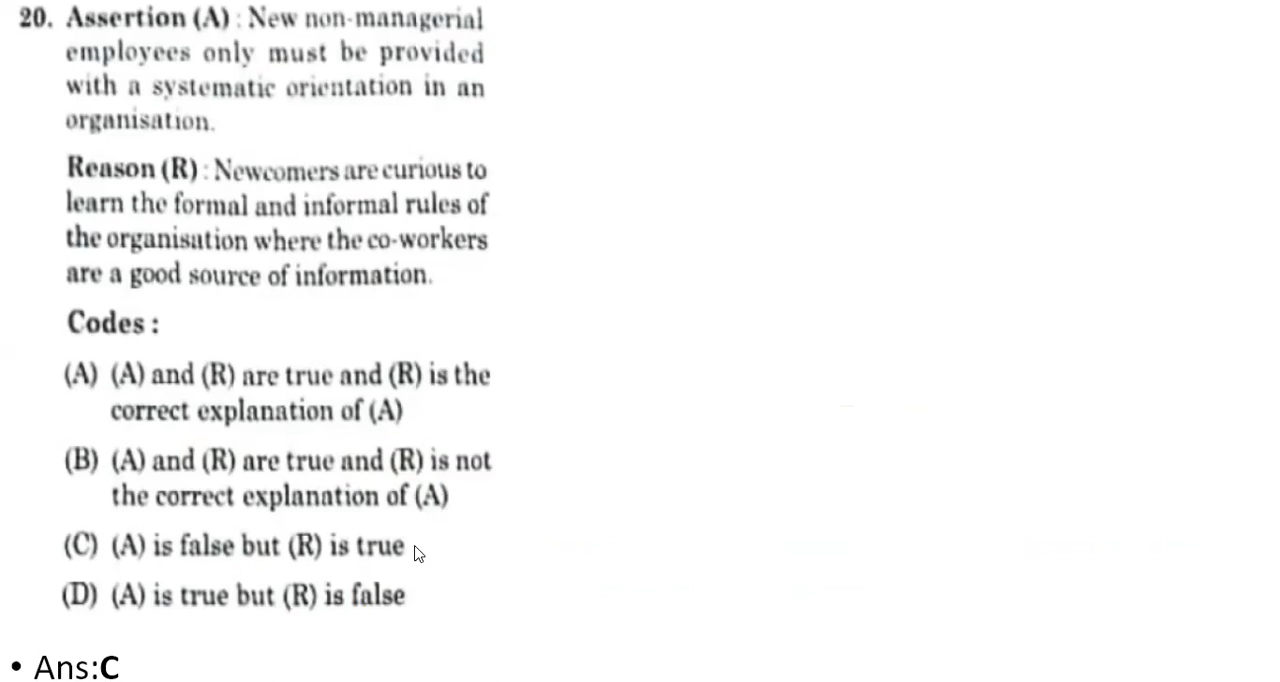 20. Assertion (A) : New non-managerial
employees only must be provided
with a systematic orientation in an
organisation.
Reason (R) : Newcomers are curious to
learn the formal and informal rules of
the organisation where the co-workers
are a good source of information.
Codes :
(A) (A) and (R) are true and (R) is the
correct explanation of (A)
(B) (A) and (R) are true and (R) is not
the correct explanation of (A)
(C) (A) is false but (R) is true
(D) (A) is true but (R) is false
• Ans:C